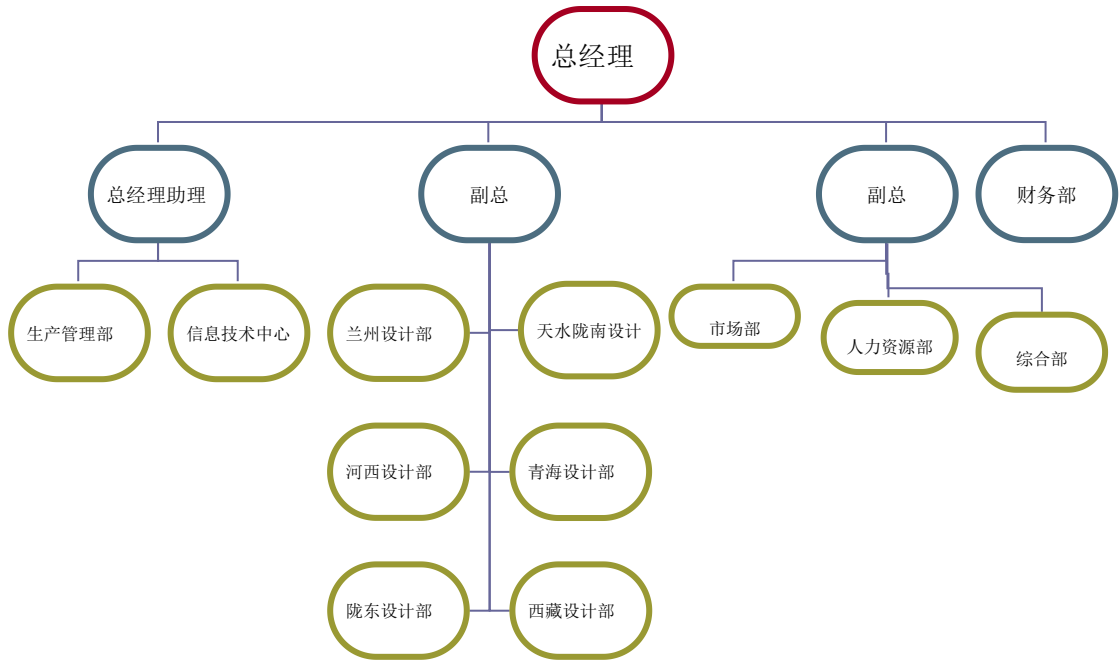 总经理
总经理助理
副总
副总
财务部
生产管理部
信息技术中心
兰州设计部
天水陇南设计
市场部
人力资源部
综合部
河西设计部
青海设计部
陇东设计部
西藏设计部